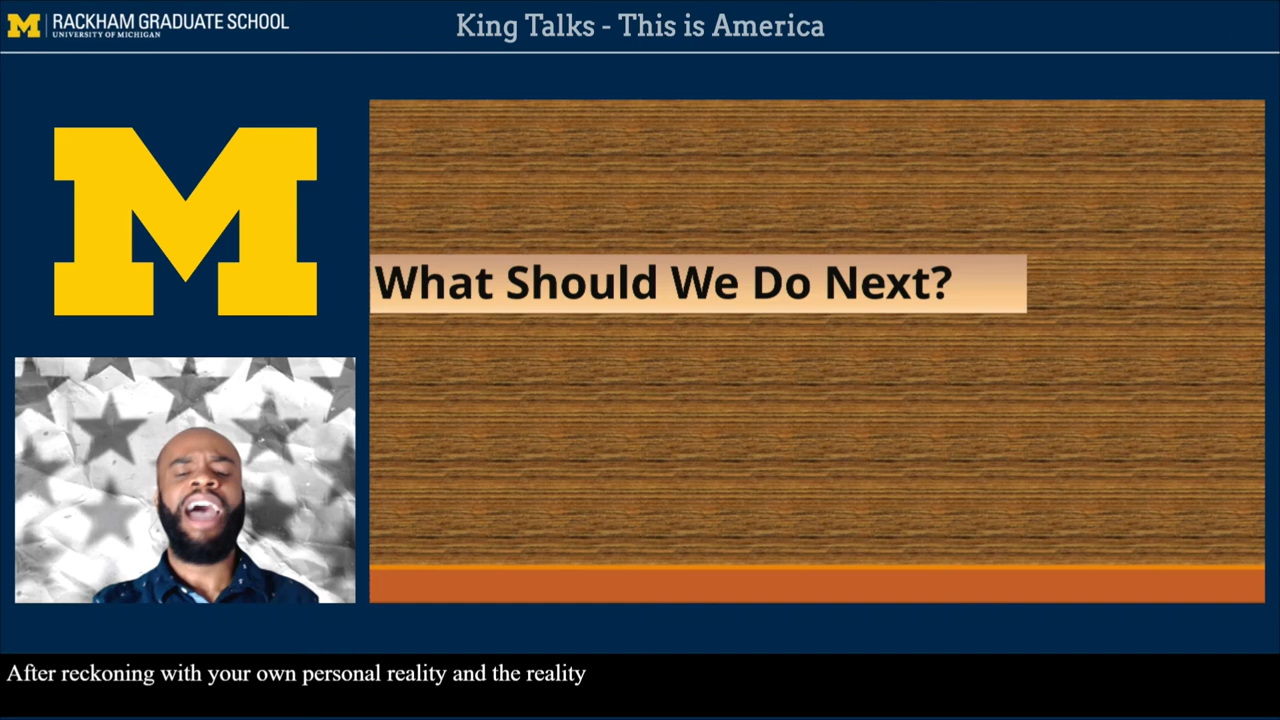 RACKHAM GRADUATE SCHOOL
UNIVERSITY OF MICHIGAN
King Talks - This is America
What Should We Do Next?
After reckoning with your own personal reality and the reality